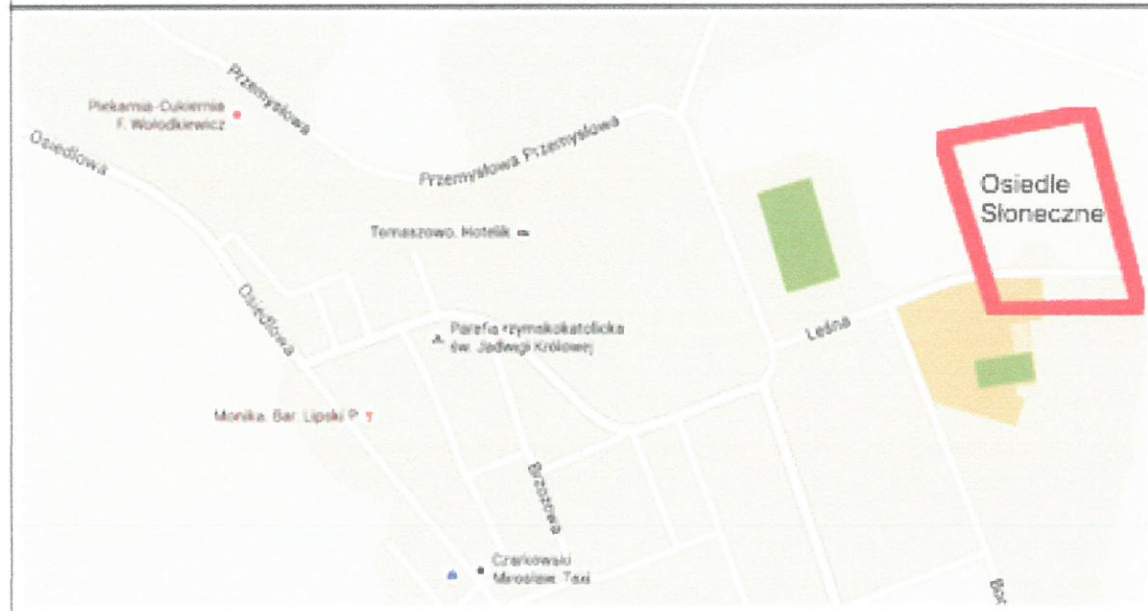 Przemysłowa
Piekarnia-Cukiernia
F. Wołodkiewicz
Osiedlowa
Przemysłowa Przemysłowa
Osiedle
Słoneczne
Tomaszowo. Hotelik
Osiedlowa
Parafia rzymskokatolicka
św. Jadwigi Królowej
Leśna
Monika. Bar. Lipski P.
Brzozowa
Czarkowski
Mirosław. Taxi
Bor